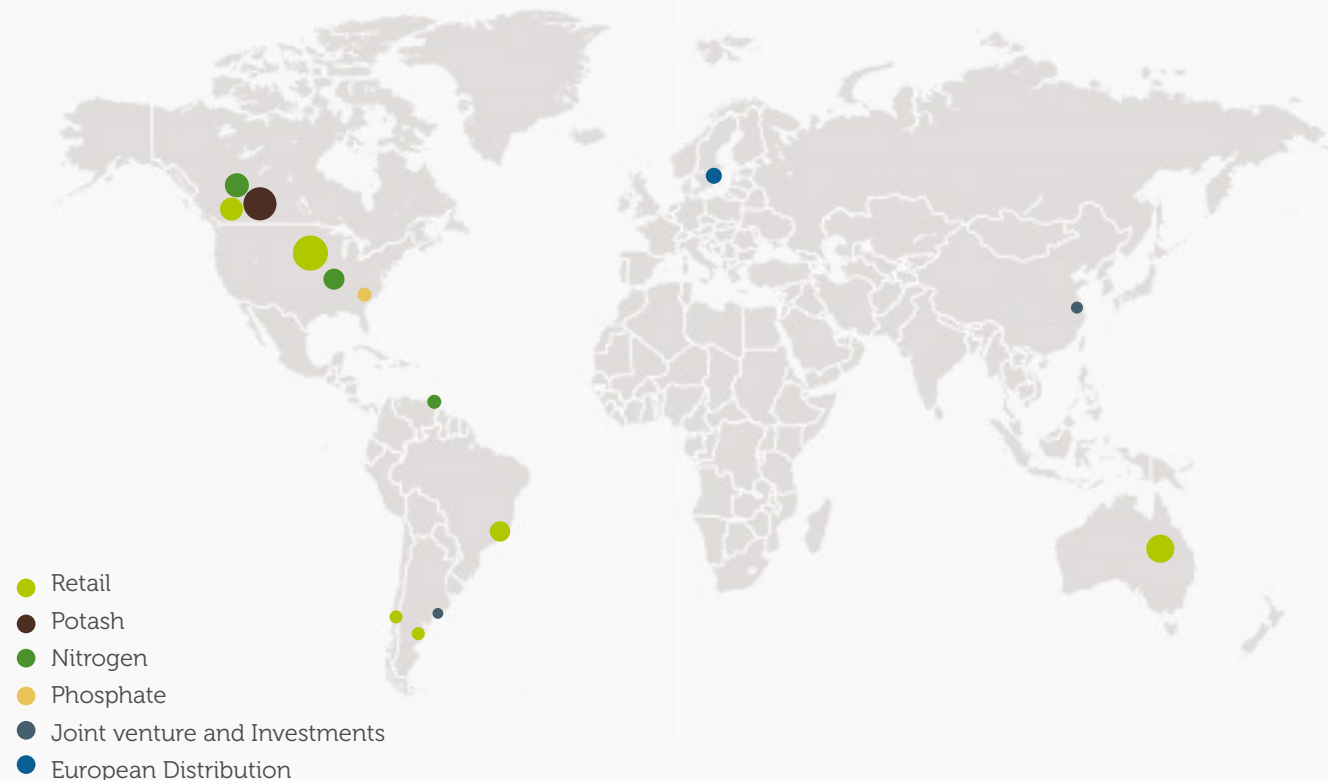 Retail
Potash
Nitrogen
Phosphate
Joint venture and Investments
European Distribution